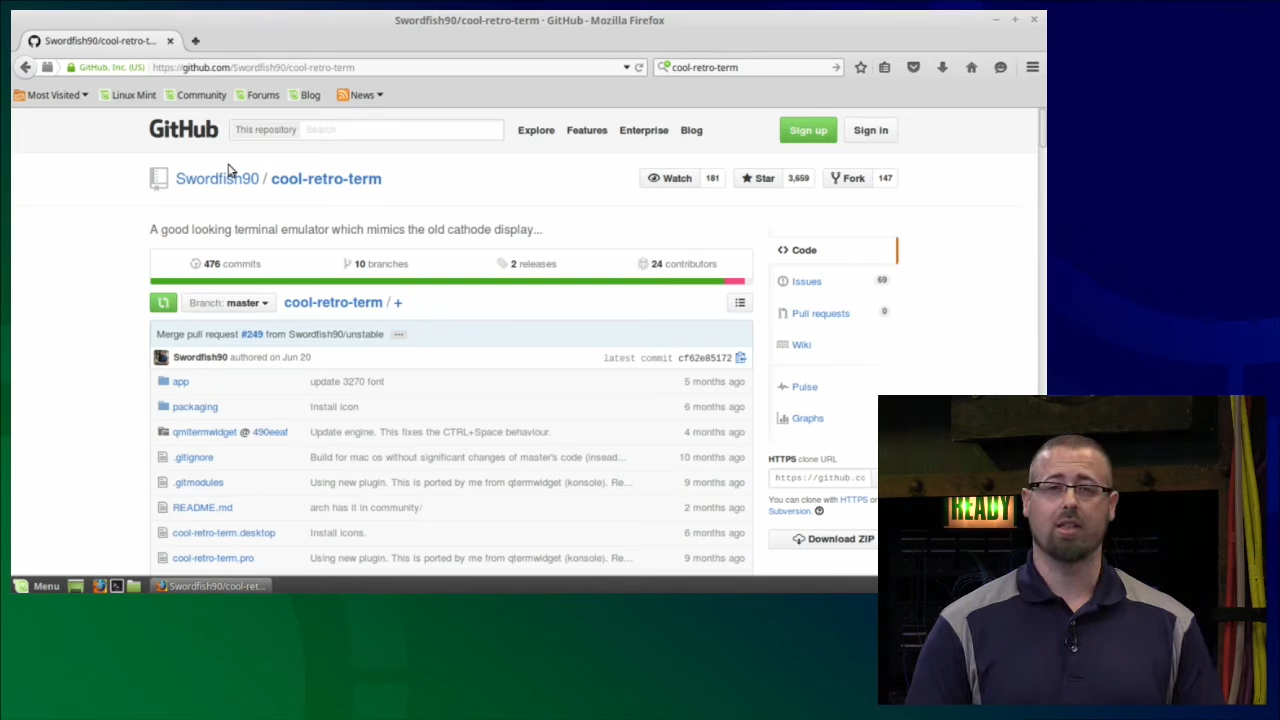 Swordfish90/cool-retro-term · GitHub - Mozilla Firefox
Swordfish90/cool-retro-t...
GitHub, Inc. (US) https://github.com/Swordfish90/cool-retro-term cool-retro-term
Most Visited Linux Mint Community Forums Blog News
GitHub This repository Search Explore Features Enterprise Blog Sign up Sign in
Swordfish90 / cool-retro-term Watch 181 Star 3,659 Fork 147
A good looking terminal emulator which mimics the old cathode display...
476 commits 10 branches 2 releases 24 contributors
Branch: master cool-retro-term / +
Merge pull request #249 from Swordfish90/unstable ...
Swordfish90 authored on Jun 20 latest commit cf62e85172
app update 3270 font 5 months ago
packaging Install icon 6 months ago
qmltermwidget @ 490eeaf Update engine. This fixes the CTRL+Space behaviour. 4 months ago
.gitignore Build for mac os without significant changes of master's code (insead... 10 months ago
.gitmodules Using new plugin. This is ported by me from qtermwidget (konsole). Re... 9 months ago
README.md arch has it in community/ 2 months ago
cool-retro-term.desktop Install icons. 6 months ago
cool-retro-term.pro Using new plugin. This is ported by me from qtermwidget (konsole). Re... 9 months ago
Code
Issues 69
Pull requests 0
Wiki
Pulse
Graphs
HTTPS clone URL
https://github.cc
You can clone with HTTPS or
Subversion.
Download ZIP
Menu Swordfish90/cool-ret...
READY